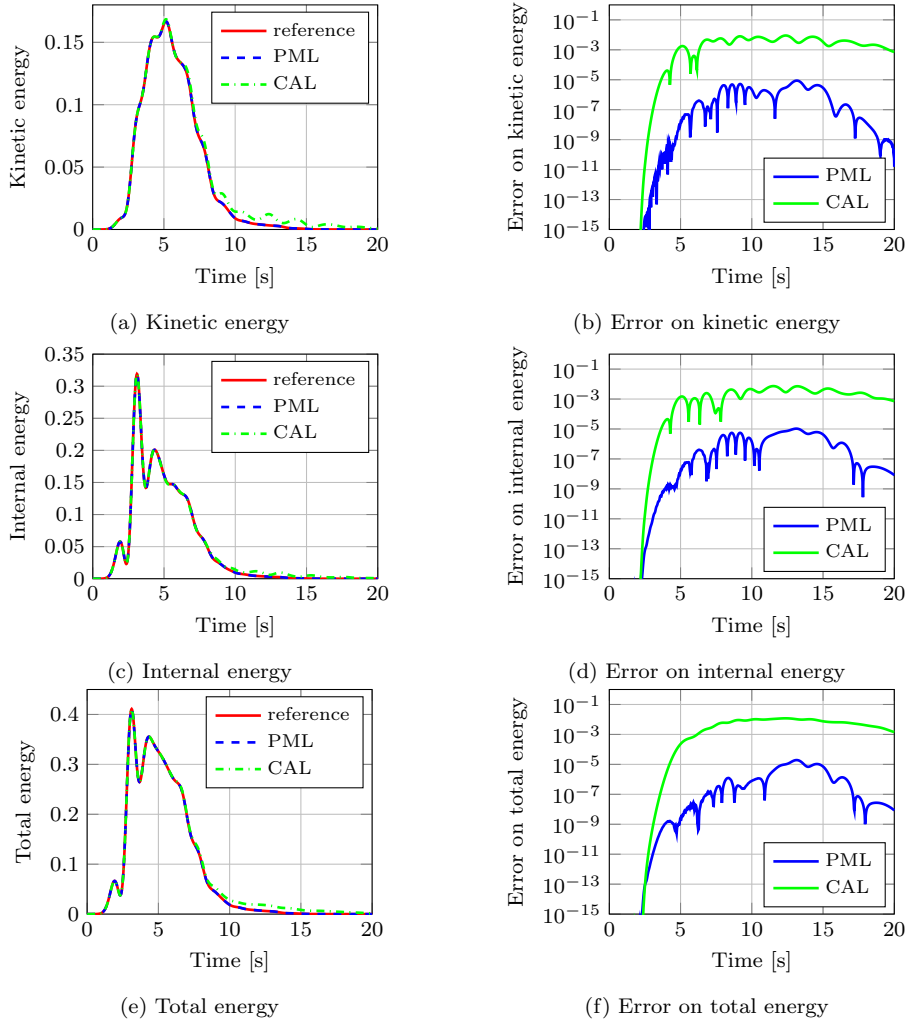 0.15
0.1
0.05
0
0 5 10 15 20
Kinetic energy
Time [s]
reference
PML
CAL
(a) Kinetic energy
10−1
10−3
10−5
10−7
10−9
10−11
10−13
10−15
0 5 10 15 20
Error on kinetic energy
Time [s]
PML
CAL
(b) Error on kinetic energy
0.35
0.3
0.25
0.2
0.15
0.1
0.05
0
0 5 10 15 20
Internal energy
Time [s]
reference
PML
CAL
(c) Internal energy
10−1
10−3
10−5
10−7
10−9
10−11
10−13
10−15
0 5 10 15 20
Error on internal energy
Time [s]
PML
CAL
(d) Error on internal energy
0.4
0.3
0.2
0.1
0
0 5 10 15 20
Total energy
Time [s]
reference
PML
CAL
(e) Total energy
10−1
10−3
10−5
10−7
10−9
10−11
10−13
10−15
0 5 10 15 20
Error on total energy
Time [s]
PML
CAL
(f) Error on total energy